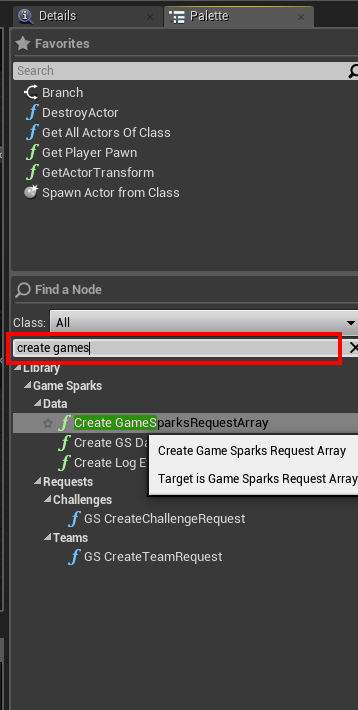 Details
Palette
Favorites
Search
Branch
DestroyActor
Get All Actors Of Class
Get Player Pawn
GetActorTransform
Spawn Actor from Class
Find a Node
Class: All
create games
Library
Game Sparks
Data
Create GameSparksRequestArray
Create GS Da
Create Log Ev
Create Game Sparks Request Array
Target is Game Sparks Request Array
Requests
Challenges
GS CreateChallengeRequest
Teams
GS CreateTeamRequest